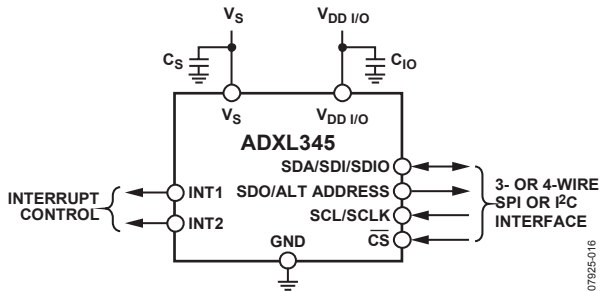 VS
VDD I/O
CS
CIO
VS
VDD I/O
ADXL345
SDA/SDI/SDIO
INT1
SDO/ALT ADDRESS
INTERRUPT
CONTROL
3- OR 4-WIRE
SPI OR I2C
INTERFACE
INT2
SCL/SCLK
GND
CS
07925-016